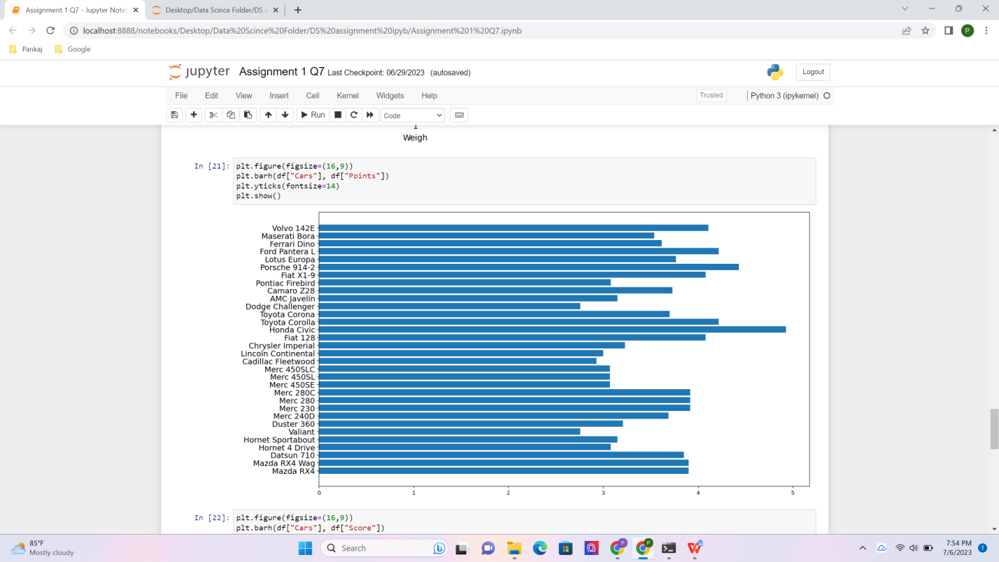 Assignment 1 Q7 - Jupyter Notel
Desktop/Data Scince Folder/DS a
localhost:8888/notebooks/Desktop/Data%20Scince%20Folder/DS%20assignment%20ipyb/Assignment%201%20Q7.ipynb
P
Pankaj
Google
jupyter Assignment 1 Q7 Last Checkpoint: 06/29/2023 (autosaved)
Logout
File Edit View Insert Cell Kernel Widgets Help
Trusted
Python 3 (ipykernel)
Run
Code
1
Weigh
In [21]:
plt.figure(figsize=(16,9))
plt.barh(df["Cars"], df["Points"])
plt.yticks(fontsize=14)
plt.show()
Volvo 142E
Maserati Bora
Ferrari Dino
Ford Pantera L
Lotus Europa
Porsche 914-2
Fiat X1-9
Pontiac Firebird
Camaro Z28
AMC Javelin
Dodge Challenger
Toyota Corona
Toyota Corolla
Honda Civic
Fiat 128
Chrysler Imperial
Lincoln Continental
Cadillac Fleetwood
Merc 450SLC
Merc 450SL
Merc 450SE
Merc 280C
Merc 280
Merc 230
Merc 240D
Duster 360
Valiant
Hornet Sportabout
Hornet 4 Drive
Datsun 710
Mazda RX4 Wag
Mazda RX4
0 1 2 3 4 5
In [22]:
plt.figure(figsize=(16,9))
plt.barh(df["Cars"], df["Score"])
85°F
Mostly cloudy
Search
P
P
7:54 PM
7/6/2023
1